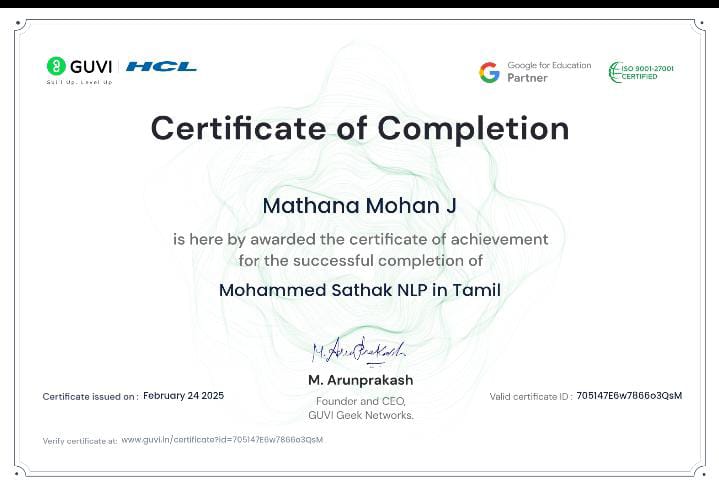 GUVI HCL
Skill Up. Level Up
Google for Education
Partner
ISO 9001-27001
CERTIFIED
Certificate of Completion
Mathana Mohan J
is here by awarded the certificate of achievement
for the successful completion of
Mohammed Sathak NLP in Tamil
M. Arunprakash
M. Arunprakash
Founder and CEO,
GUVI Geek Networks.
Certificate issued on : February 24 2025
Valid certificate ID : 705147E6w7866o3QsM
Verify certificate at: www.guvi.in/certificate?id=705147E6w7866o3QsM